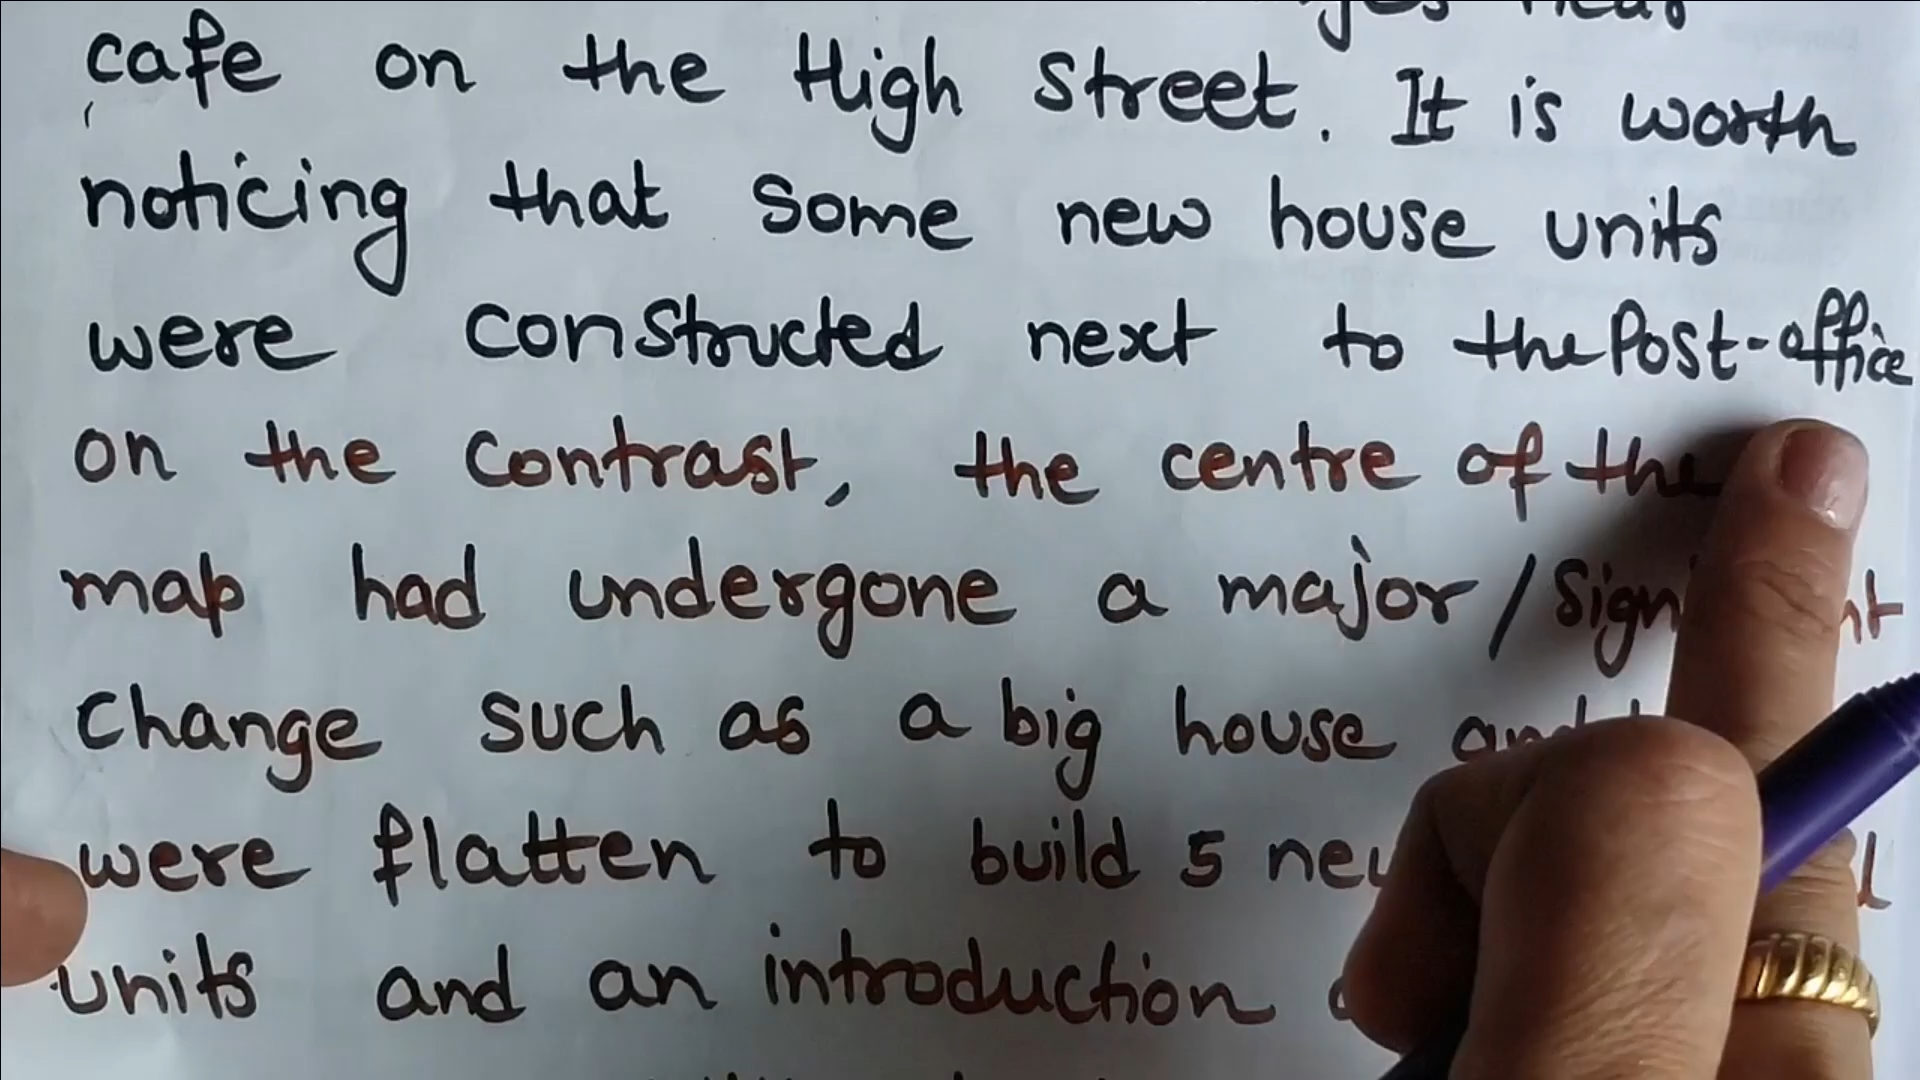 cafe on the High Street. It is worth
noticing that some new house units
were constructed next to the Post-office
on the contrast, the centre of the
map had undergone a major/
change such as a big house
were flatten to build 5
units and an introduction